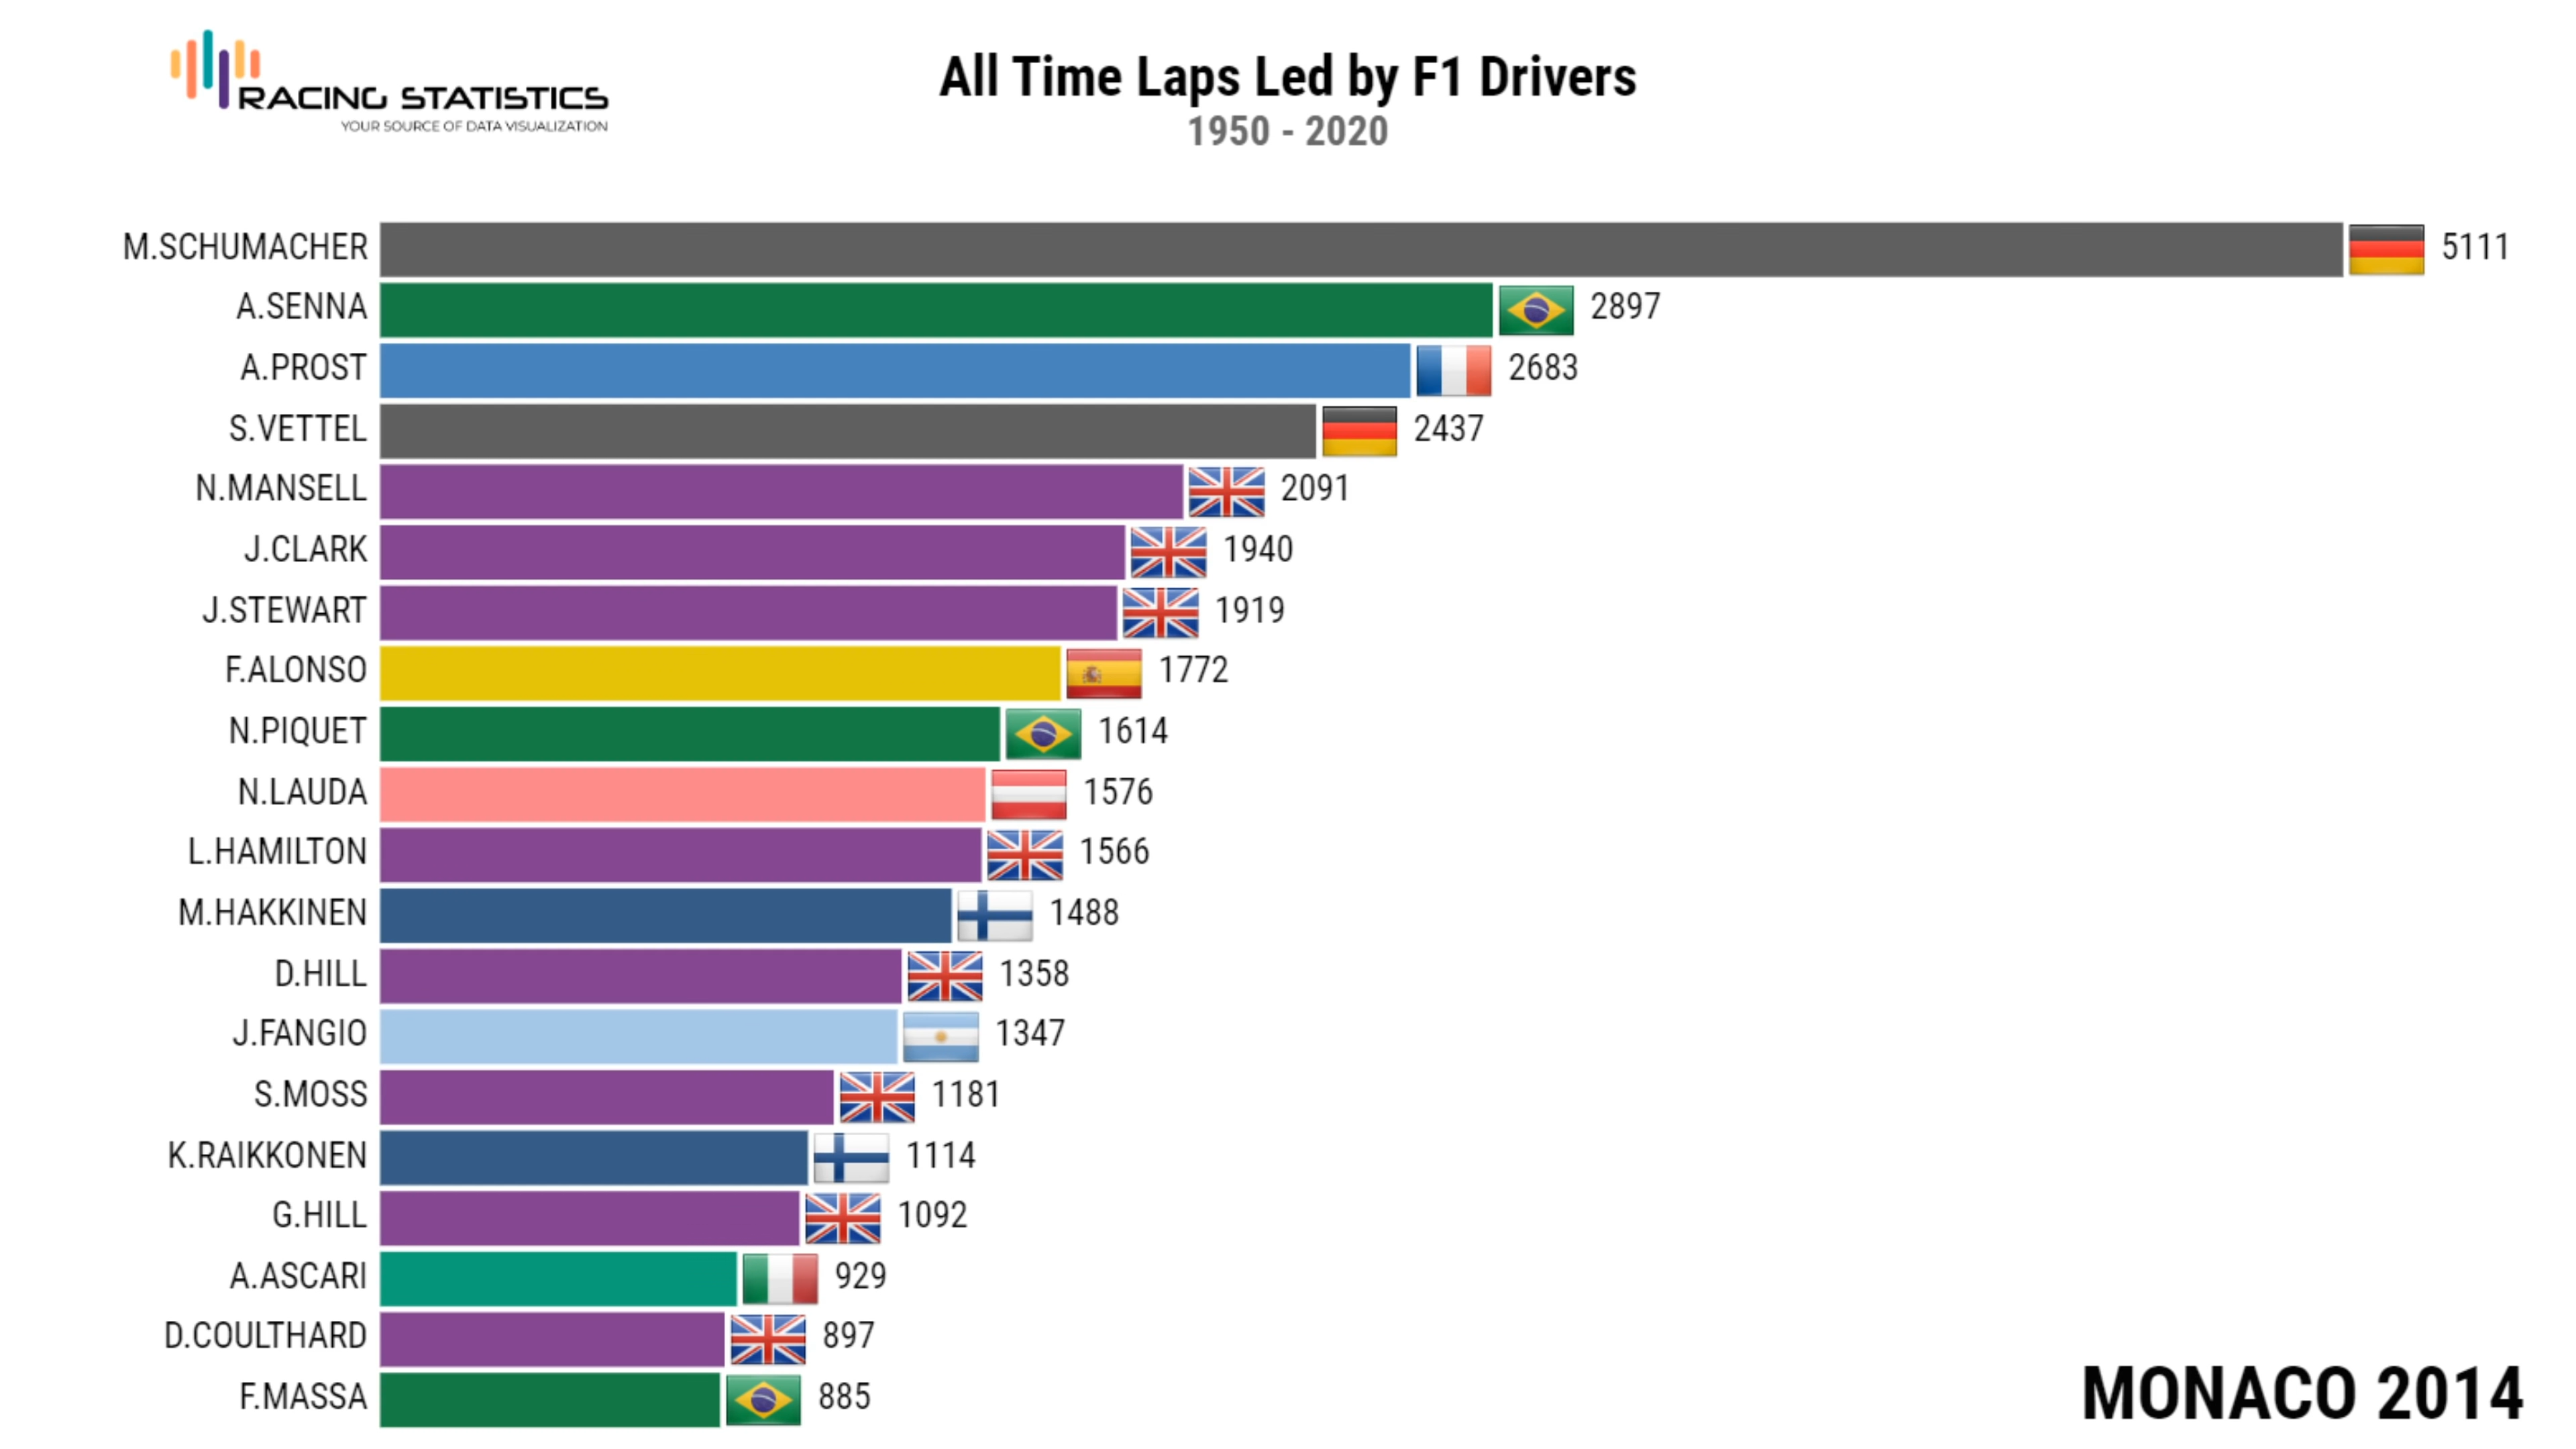 RACING STATISTICS
YOUR SOURCE OF DATA VISUALIZATION
All Time Laps Led by F1 Drivers
1950 - 2020
M.SCHUMACHER 5111
A.SENNA 2897
A.PROST 2683
S.VETTEL 2437
N.MANSELL 2091
J.CLARK 1940
J.STEWART 1919
F.ALONSO 1772
N.PIQUET 1614
N.LAUDA 1576
L.HAMILTON 1566
M.HAKKINEN 1488
D.HILL 1358
J.FANGIO 1347
S.MOSS 1181
K.RAIKKONEN 1114
G.HILL 1092
A.ASCARI 929
D.COULTHARD 897
F.MASSA 885
MONACO 2014